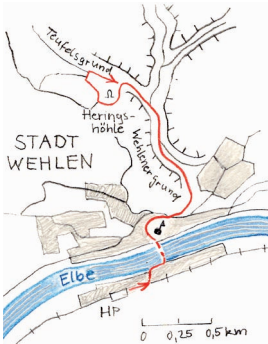 Teufelsgrund
Herings-
höhle
Wehlener Grund
STADT
WEHLEN
Elbe
HP
0 0,25 0,5 km